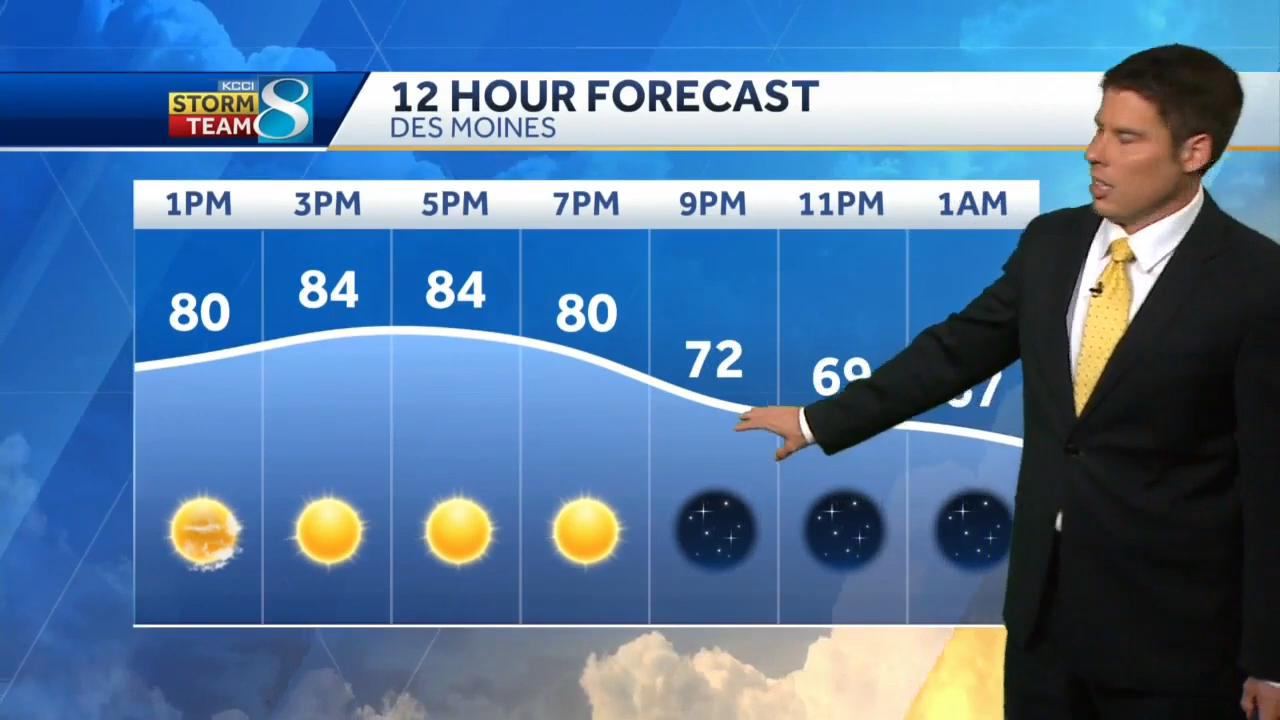 KCCI
STORM
TEAM
8
12 HOUR FORECAST
DES MOINES
1PM 3PM 5PM 7PM 9PM 11PM 1AM
80 84 84 80 72 69